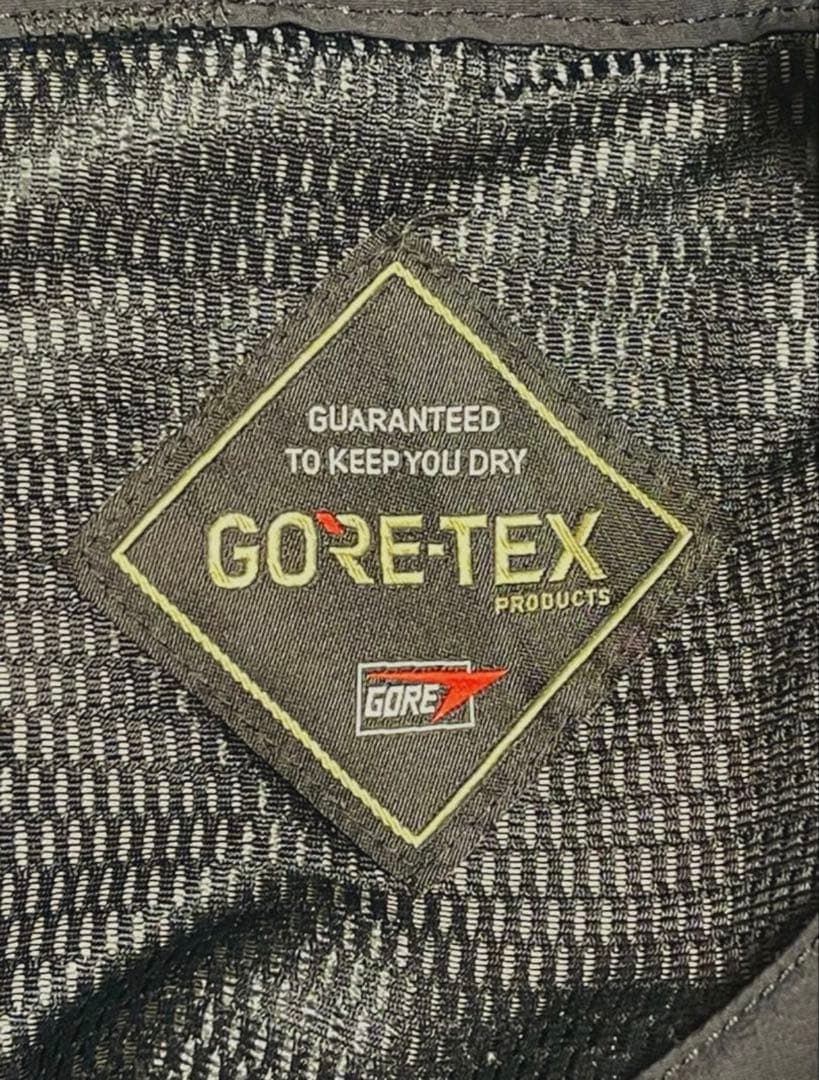 GUARANTEED
TO KEEP YOU DRY
GORE-TEX
PRODUCTS
GORE